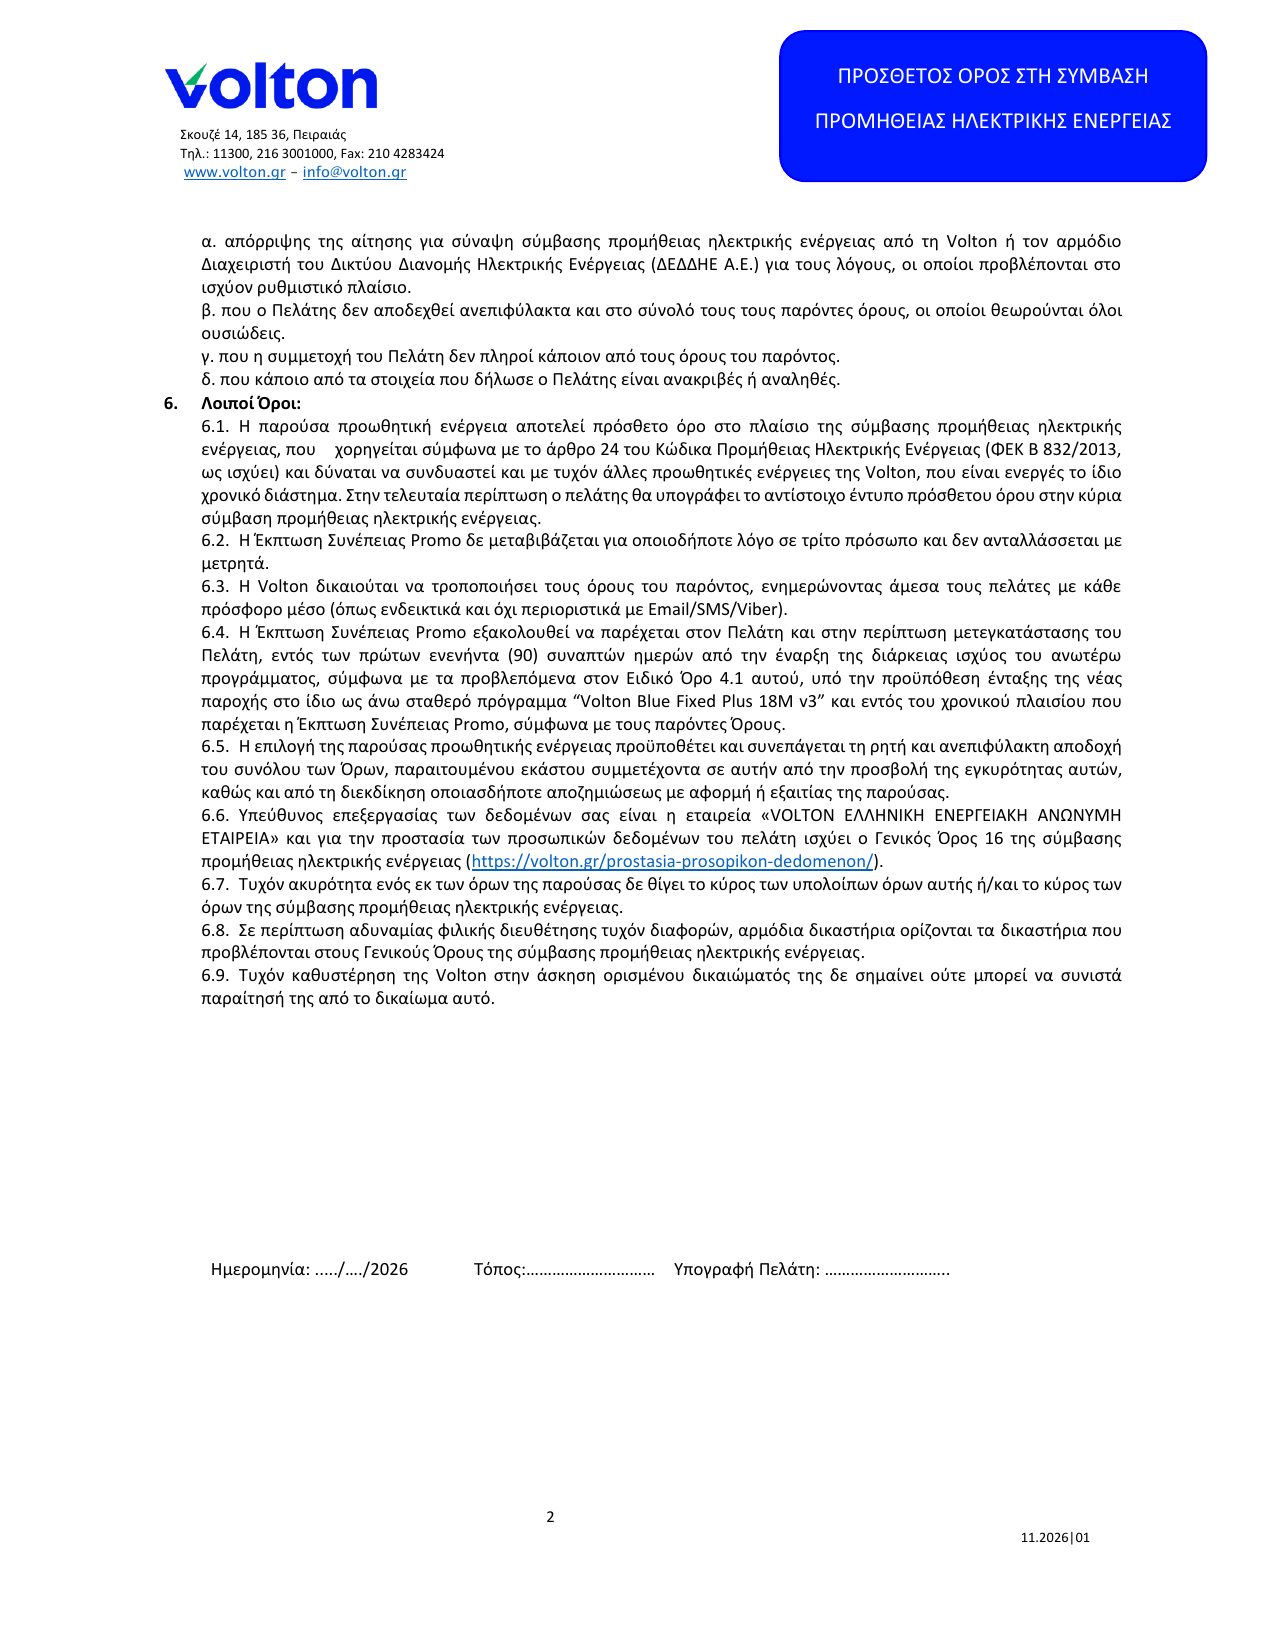 volton
ΠΡΟΣΘΕΤΟΣ ΟΡΟΣ ΣΤΗ ΣΥΜΒΑΣΗ
ΠΡΟΜΗΘΕΙΑΣ ΗΛΕΚΤΡΙΚΗΣ ΕΝΕΡΓΕΙΑΣ
Σκουζέ 14, 185 36, Πειραιάς
Τηλ.: 11300, 216 3001000, Fax: 210 4283424
www.volton.gr – info@volton.gr
α. απόρριψης της αίτησης για σύναψη σύμβασης προμήθειας ηλεκτρικής ενέργειας από τη Volton ή τον αρμόδιο
Διαχειριστή του Δικτύου Διανομής Ηλεκτρικής Ενέργειας (ΔΕΔΔΗΕ Α.Ε.) για τους λόγους, οι οποίοι προβλέπονται στο
ισχύον ρυθμιστικό πλαίσιο.
β. που ο Πελάτης δεν αποδεχθεί ανεπιφύλακτα και στο σύνολό τους τους παρόντες όρους, οι οποίοι θεωρούνται όλοι
ουσιώδεις.
γ. που η συμμετοχή του Πελάτη δεν πληροί κάποιον από τους όρους του παρόντος.
δ. που κάποιο από τα στοιχεία που δήλωσε ο Πελάτης είναι ανακριβές ή αναληθές.
6. Λοιποί Όροι:
6.1. Η παρούσα προωθητική ενέργεια αποτελεί πρόσθετο όρο στο πλαίσιο της σύμβασης προμήθειας ηλεκτρικής
ενέργειας, που χορηγείται σύμφωνα με το άρθρο 24 του Κώδικα Προμήθειας Ηλεκτρικής Ενέργειας (ΦΕΚ Β 832/2013,
ως ισχύει) και δύναται να συνδυαστεί και με τυχόν άλλες προωθητικές ενέργειες της Volton, που είναι ενεργές το ίδιο
χρονικό διάστημα. Στην τελευταία περίπτωση ο πελάτης θα υπογράφει το αντίστοιχο έντυπο πρόσθετου όρου στην κύρια
σύμβαση προμήθειας ηλεκτρικής ενέργειας.
6.2. Η Έκπτωση Συνέπειας Promo δε μεταβιβάζεται για οποιοδήποτε λόγο σε τρίτο πρόσωπο και δεν ανταλλάσσεται με
μετρητά.
6.3. Η Volton δικαιούται να τροποποιήσει τους όρους του παρόντος, ενημερώνοντας άμεσα τους πελάτες με κάθε
πρόσφορο μέσο (όπως ενδεικτικά και όχι περιοριστικά με Email/SMS/Viber).
6.4. Η Έκπτωση Συνέπειας Promo εξακολουθεί να παρέχεται στον Πελάτη και στην περίπτωση μετεγκατάστασης του
Πελάτη, εντός των πρώτων ενενήντα (90) συναπτών ημερών από την έναρξη της διάρκειας ισχύος του ανωτέρω
προγράμματος, σύμφωνα με τα προβλεπόμενα στον Ειδικό Όρο 4.1 αυτού, υπό την προϋπόθεση ένταξης της νέας
παροχής στο ίδιο ως άνω σταθερό πρόγραμμα “Volton Blue Fixed Plus 18M v3” και εντός του χρονικού πλαισίου που
παρέχεται η Έκπτωση Συνέπειας Promo, σύμφωνα με τους παρόντες Όρους.
6.5. Η επιλογή της παρούσας προωθητικής ενέργειας προϋποθέτει και συνεπάγεται τη ρητή και ανεπιφύλακτη αποδοχή
του συνόλου των Όρων, παραιτουμένου εκάστου συμμετέχοντα σε αυτήν από την προσβολή της εγκυρότητας αυτών,
καθώς και από τη διεκδίκηση οποιασδήποτε αποζημιώσεως με αφορμή ή εξαιτίας της παρούσας.
6.6. Υπεύθυνος επεξεργασίας των δεδομένων σας είναι η εταιρεία «VOLTON ΕΛΛΗΝΙΚΗ ΕΝΕΡΓΕΙΑΚΗ ΑΝΩΝΥΜΗ
ΕΤΑΙΡΕΙΑ» και για την προστασία των προσωπικών δεδομένων του πελάτη ισχύει ο Γενικός Όρος 16 της σύμβασης
προμήθειας ηλεκτρικής ενέργειας (https://volton.gr/prostasia-prosopikon-dedomenon/).
6.7. Τυχόν ακυρότητα ενός εκ των όρων της παρούσας δε θίγει το κύρος των υπολοίπων όρων αυτής ή/και το κύρος των
όρων της σύμβασης προμήθειας ηλεκτρικής ενέργειας.
6.8. Σε περίπτωση αδυναμίας φιλικής διευθέτησης τυχόν διαφορών, αρμόδια δικαστήρια ορίζονται τα δικαστήρια που
προβλέπονται στους Γενικούς Όρους της σύμβασης προμήθειας ηλεκτρικής ενέργειας.
6.9. Τυχόν καθυστέρηση της Volton στην άσκηση ορισμένου δικαιώματός της δε σημαίνει ούτε μπορεί να συνιστά
παραίτησή της από το δικαίωμα αυτό.
Ημερομηνία: ...../…./2026 Τόπος:………………………… Υπογραφή Πελάτη: ………………………..
2
11.2026|01